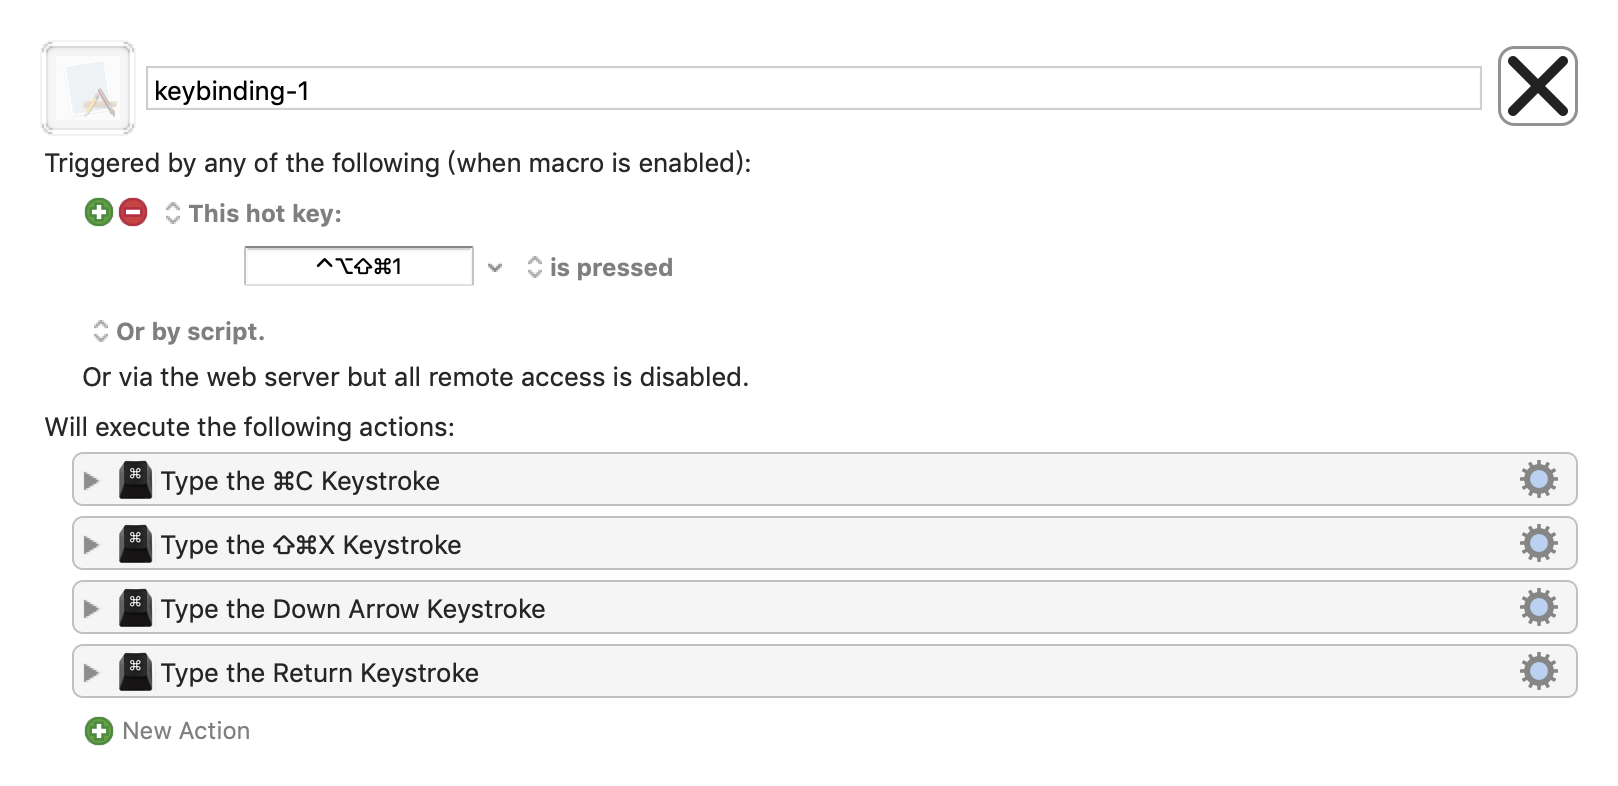 keybinding-1
Triggered by any of the following (when macro is enabled):
This hot key:
^⌥⇧⌘1 is pressed
Or by script.
Or via the web server but all remote access is disabled.
Will execute the following actions:
⌘ Type the ⌘C Keystroke
⌘ Type the ⇧⌘X Keystroke
⌘ Type the Down Arrow Keystroke
⌘ Type the Return Keystroke
New Action